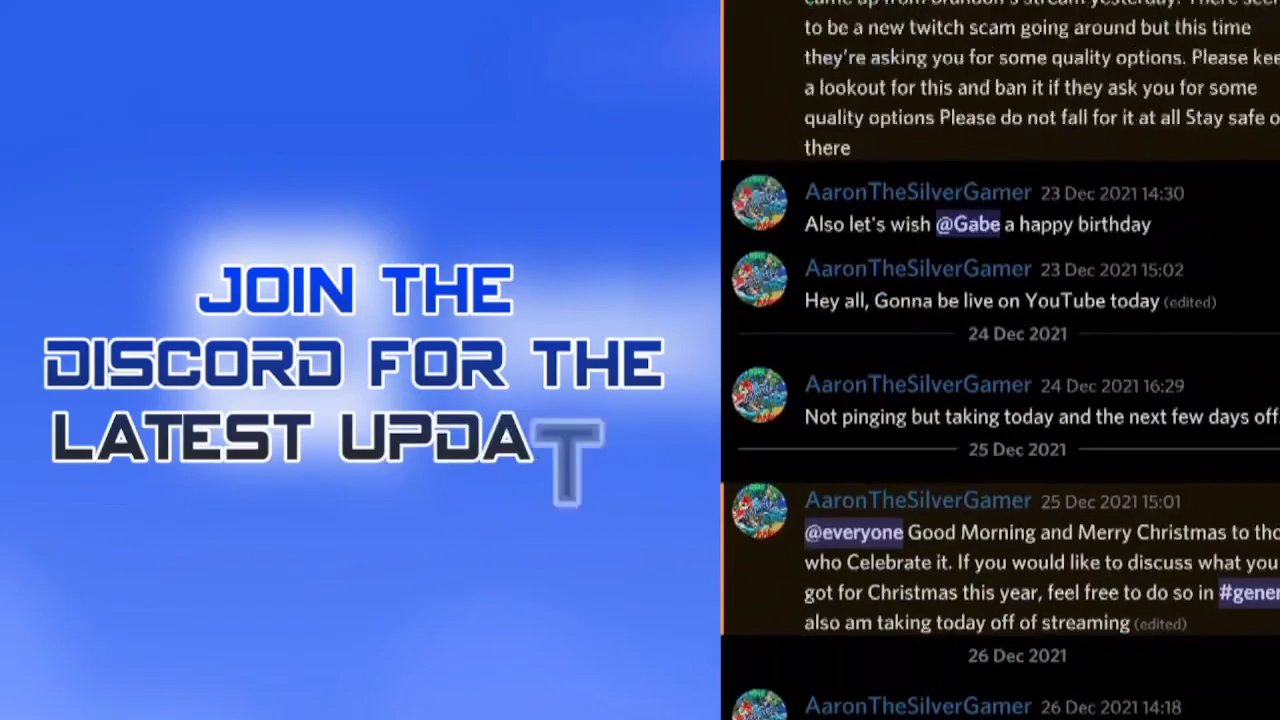 JOIN THE
DISCORD FOR THE
LATEST UPDAT
to be a new twitch scam going around but this time
they're asking you for some quality options. Please
a lookout for this and ban it if they ask you for some
quality options Please do not fall for it at all Stay safe
there
AaronTheSilverGamer 23 Dec 2021 14:30
Also let's wish @Gabe a happy birthday
AaronTheSilverGamer 23 Dec 2021 15:02
Hey all, Gonna be live on YouTube today (edited)
24 Dec 2021
AaronTheSilverGamer 24 Dec 2021 16:29
Not pinging but taking today and the next few days off
25 Dec 2021
AaronTheSilverGamer 25 Dec 2021 15:01
@everyone Good Morning and Merry Christmas to
who Celebrate it. If you would like to discuss what you
got for Christmas this year, feel free to do so in
also am taking today off of streaming (edited)
26 Dec 2021
AaronTheSilverGamer 26 Dec 2021 14:18